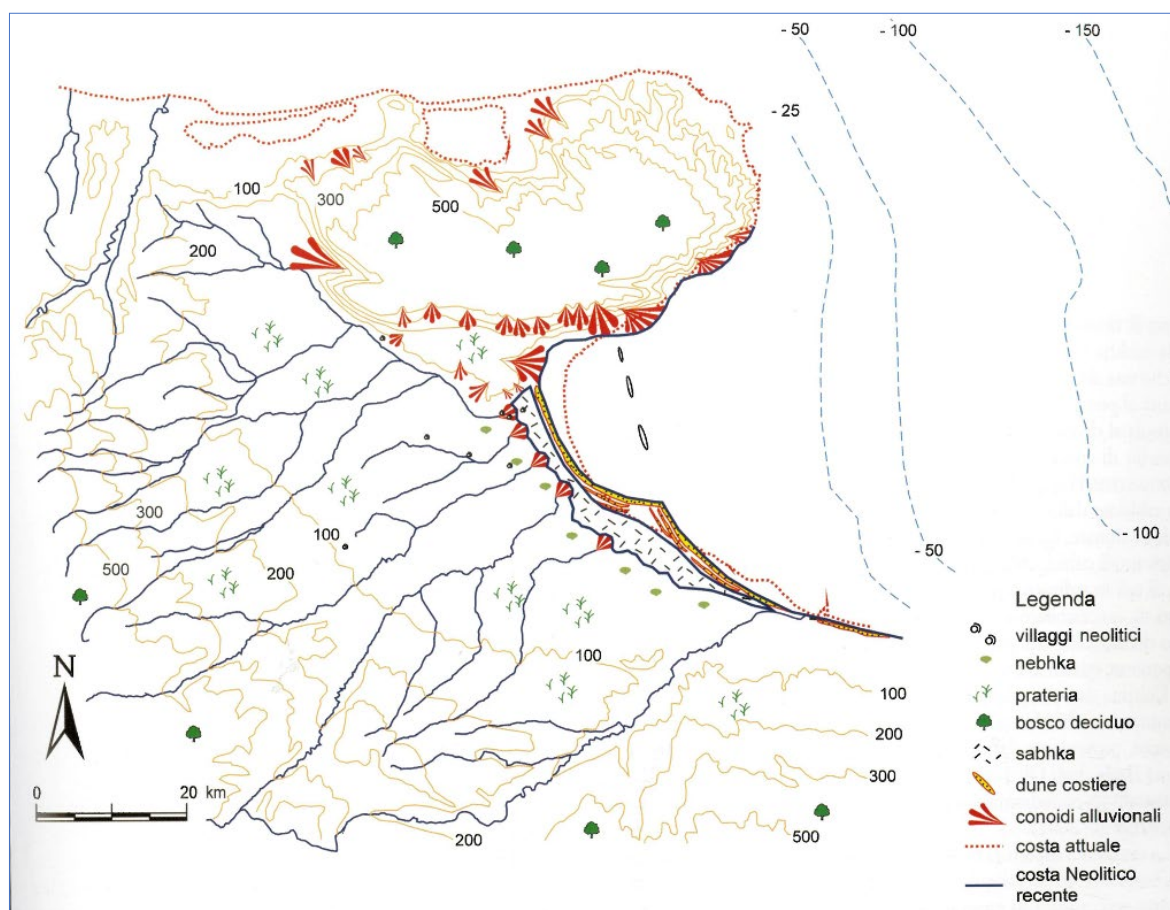 - 50
- 100
- 150
- 25
100
300
500
200
300
100
500
200
- 100
- 50
100
100
200
300
500
200
N
0 20 km
Legenda
villaggi neolitici
nebhka
prateria
bosco deciduo
sabhka
dune costiere
conoidi alluvionali
costa attuale
costa Neolitico
recente